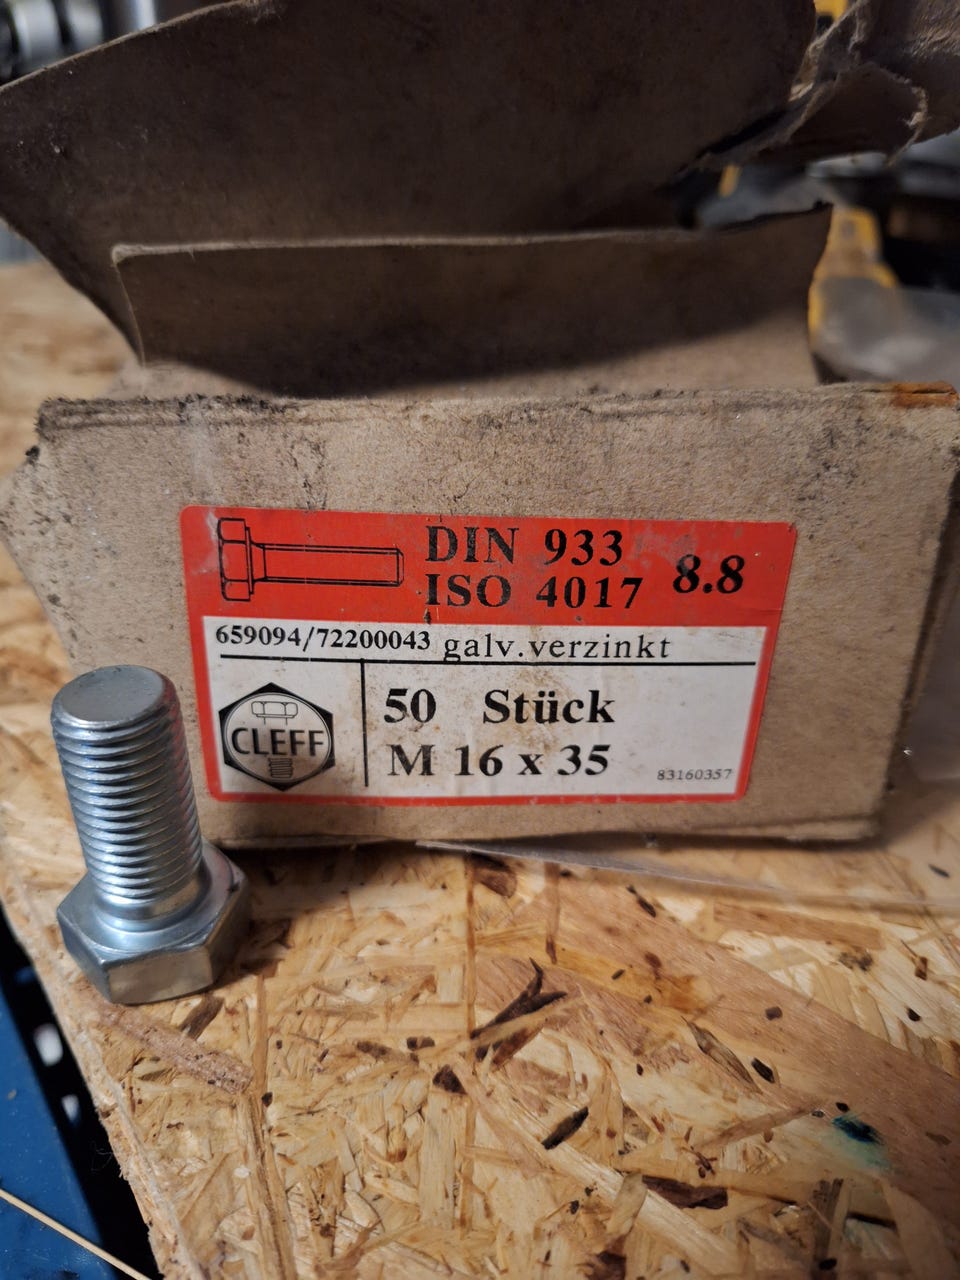 DIN 933
ISO 4017
8.8
659094/72200043 galv.verzinkt
CLEFF
50 Stück
M 16 x 35
83160357